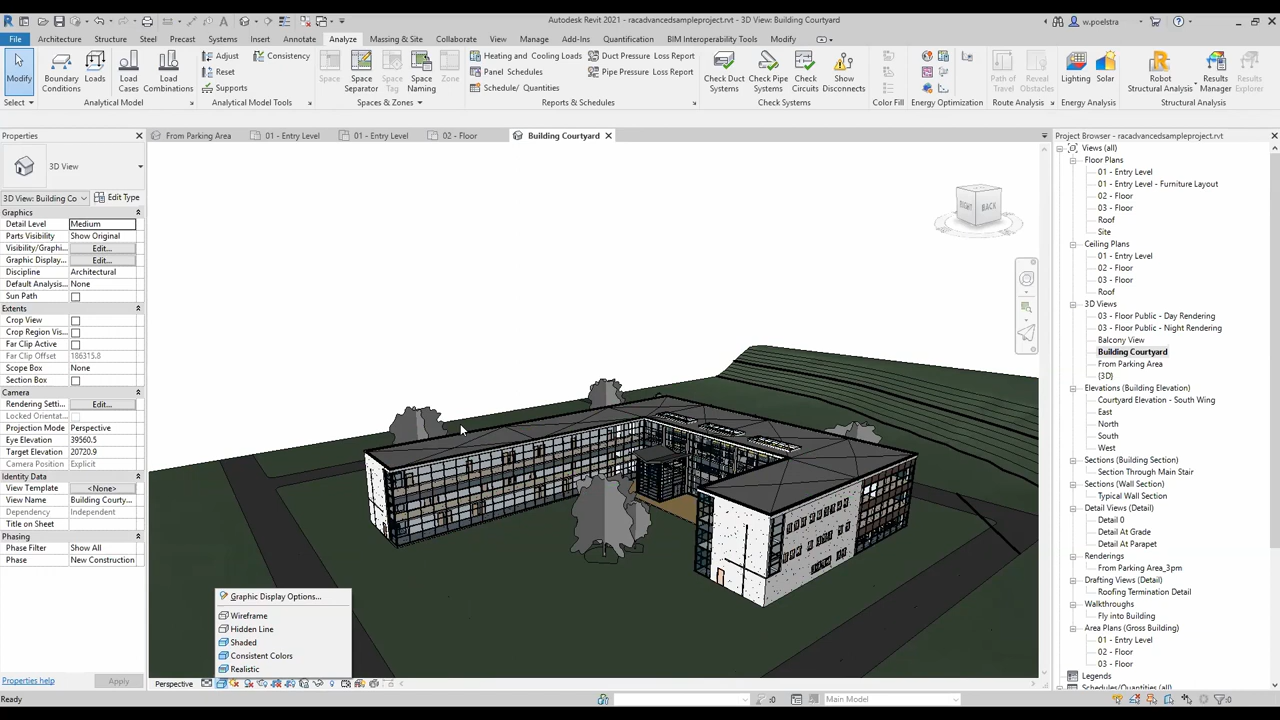 Autodesk Revit 2021 - racadvancedsampleproject.rvt - 3D View: Building Courtyard
w.poelstra
File Architecture Structure Steel Precast Systems Insert Annotate Analyze Massing & Site Collaborate View Manage Add-Ins Quantification BIM Interoperability Tools Modify
Modify
Select
Boundary Conditions
Load Cases
Load Combinations
Analytical Model
Adjust
Reset
Supports
Consistency
Analytical Model Tools
Space
Space Separator
Space Tag
Space Naming
Zone
Spaces & Zones
Heating and Cooling Loads
Panel Schedules
Schedule/ Quantities
Duct Pressure Loss Report
Pipe Pressure Loss Report
Reports & Schedules
Check Duct Systems
Check Pipe Systems
Check Circuits
Show Disconnects
Check Systems
Color Fill
Energy Optimization
Path of Travel
Reveal Obstacles
Route Analysis
Lighting
Solar
Energy Analysis
Robot Structural Analysis
Results Manager
Results Explorer
Structural Analysis
Properties
3D View
3D View: Building Co
Edit Type
Graphics
Detail Level Medium
Parts Visibility Show Original
Visibility/Graphi... Edit...
Graphic Display... Edit...
Discipline Architectural
Default Analysis... None
Sun Path
Extents
Crop View
Crop Region Vis...
Far Clip Active
Far Clip Offset 186315.8
Scope Box None
Section Box
Camera
Rendering Setti... Edit...
Locked Orientat...
Projection Mode Perspective
Eye Elevation 39560.5
Target Elevation 20720.9
Camera Position Explicit
Identity Data
View Template <None>
View Name Building Courty...
Dependency Independent
Title on Sheet
Phasing
Phase Filter Show All
Phase New Construction
Properties help
Apply
From Parking Area
01 - Entry Level
01 - Entry Level
02 - Floor
Building Courtyard
RIGHT BACK
Graphic Display Options...
Wireframe
Hidden Line
Shaded
Consistent Colors
Realistic
Perspective
Project Browser - racadvancedsampleproject.rvt
Views (all)
Floor Plans
01 - Entry Level
01 - Entry Level - Furniture Layout
02 - Floor
03 - Floor
Roof
Site
Ceiling Plans
01 - Entry Level
02 - Floor
03 - Floor
Roof
3D Views
03 - Floor Public - Day Rendering
03 - Floor Public - Night Rendering
Balcony View
Building Courtyard
From Parking Area
{3D}
Elevations (Building Elevation)
Courtyard Elevation - South Wing
East
North
South
West
Sections (Building Section)
Section Through Main Stair
Sections (Wall Section)
Typical Wall Section
Detail Views (Detail)
Detail 0
Detail At Grade
Detail At Parapet
Renderings
From Parking Area_3pm
Drafting Views (Detail)
Roofing Termination Detail
Walkthroughs
Fly into Building
Area Plans (Gross Building)
01 - Entry Level
02 - Floor
03 - Floor
Legends
Schedules/Quantities (all)
Ready
:0
Main Model
:0